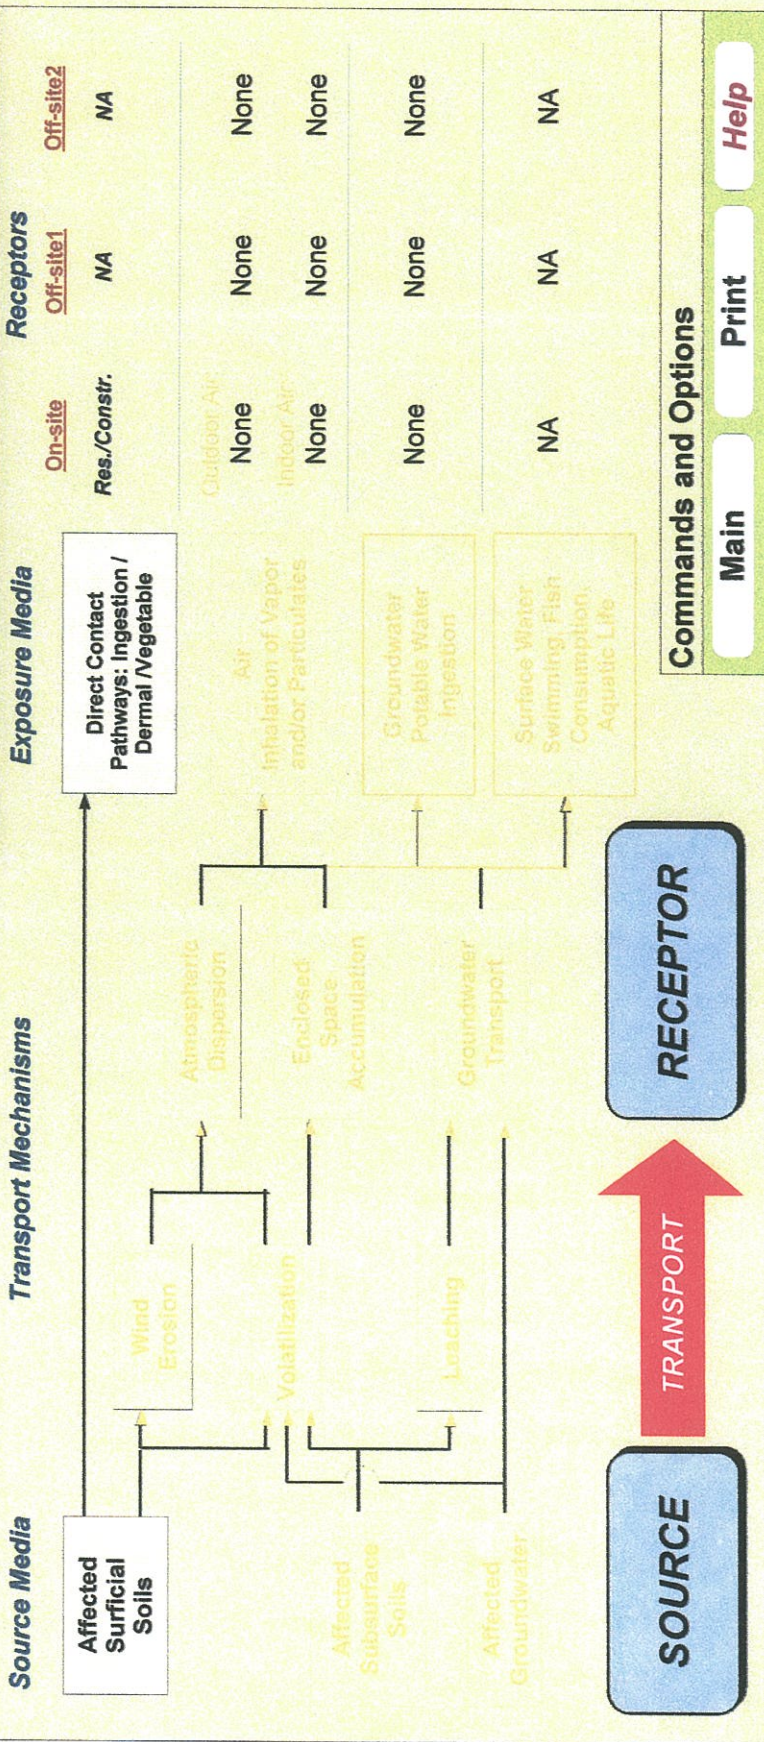 Source Media
Transport Mechanisms
Exposure Media
Receptors
On-site
Off-site1
Off-site2
Affected
Surficial
Soils
Direct Contact
Pathways: Ingestion /
Dermal /Vegetable
Res./Constr.
NA
NA
Wind
Erosion
Atmospheric
Dispersion
Air
Inhalation of Vapor
and/or Particulates
Outdoor Air:
None
None
None
Volatilization
Enclosed
Space
Accumulation
Indoor Air:
None
None
None
Affected
Subsurface
Soils
Leaching
Groundwater
Transport
Groundwater
Potable Water
Ingestion
None
None
None
Affected
Groundwater
Surface Water
Swimming, Fish
Consumption,
Aquatic Life
NA
NA
NA
SOURCE
TRANSPORT
RECEPTOR
Commands and Options
Main
Print
Help